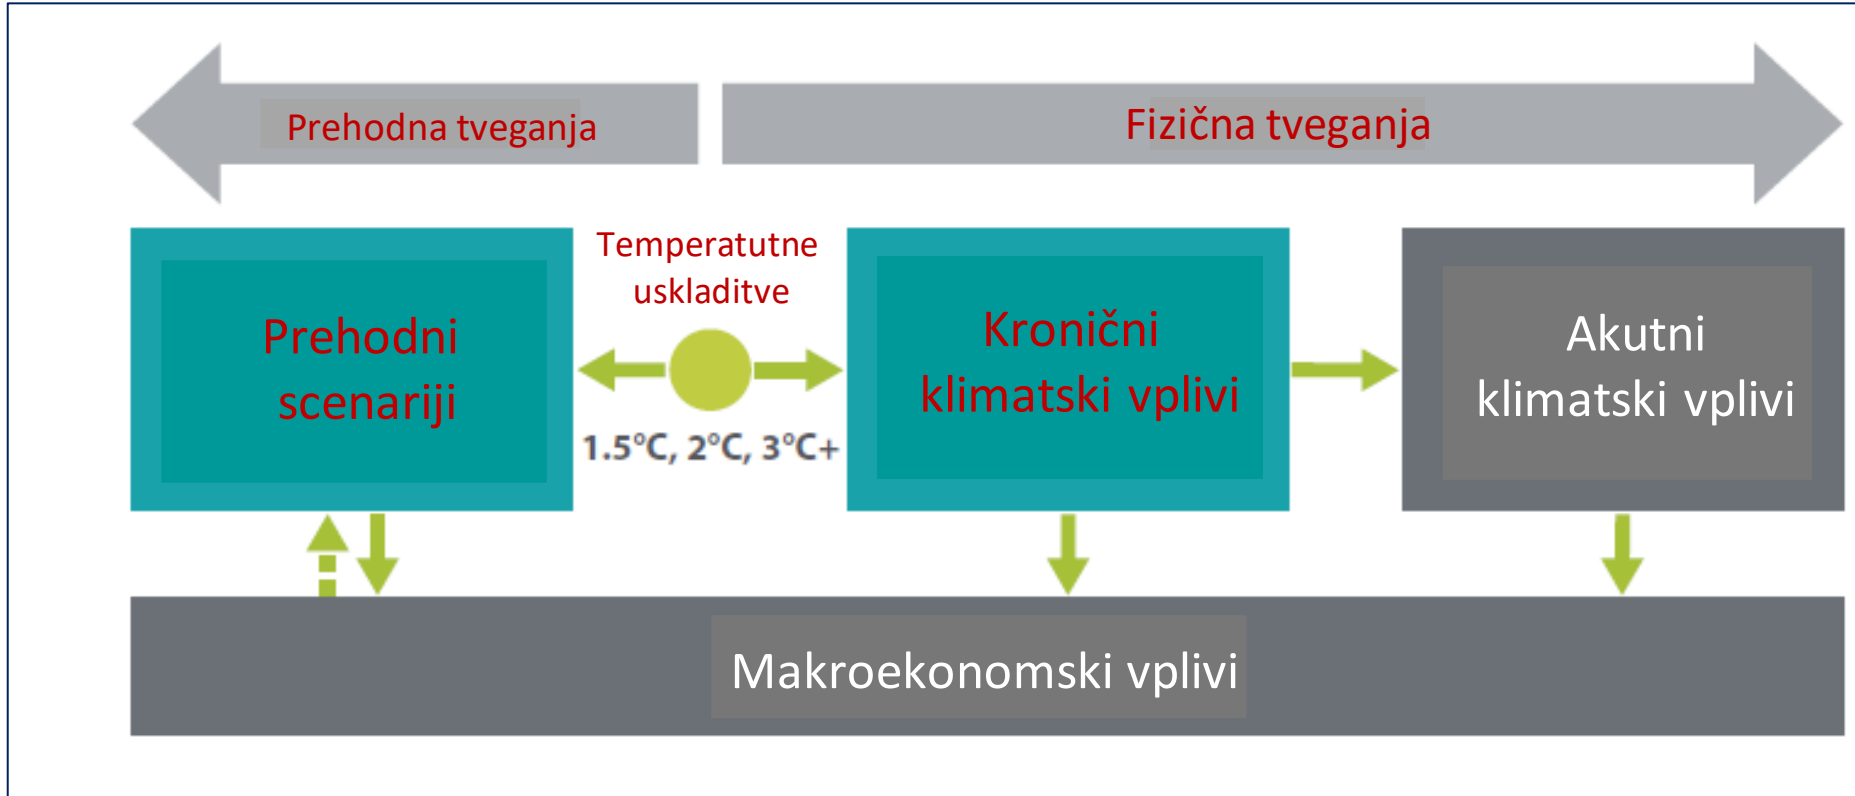 Prehodna tveganja
Fizična tveganja
Temperatutne
uskladitve
Prehodni
scenariji
1.5°C, 2°C, 3°C+
Kronični
klimatski vplivi
Akutni
klimatski vplivi
Makroekonomski vplivi